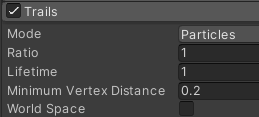 Trails
Mode Particles
Ratio 1
Lifetime 1
Minimum Vertex Distance 0.2
World Space